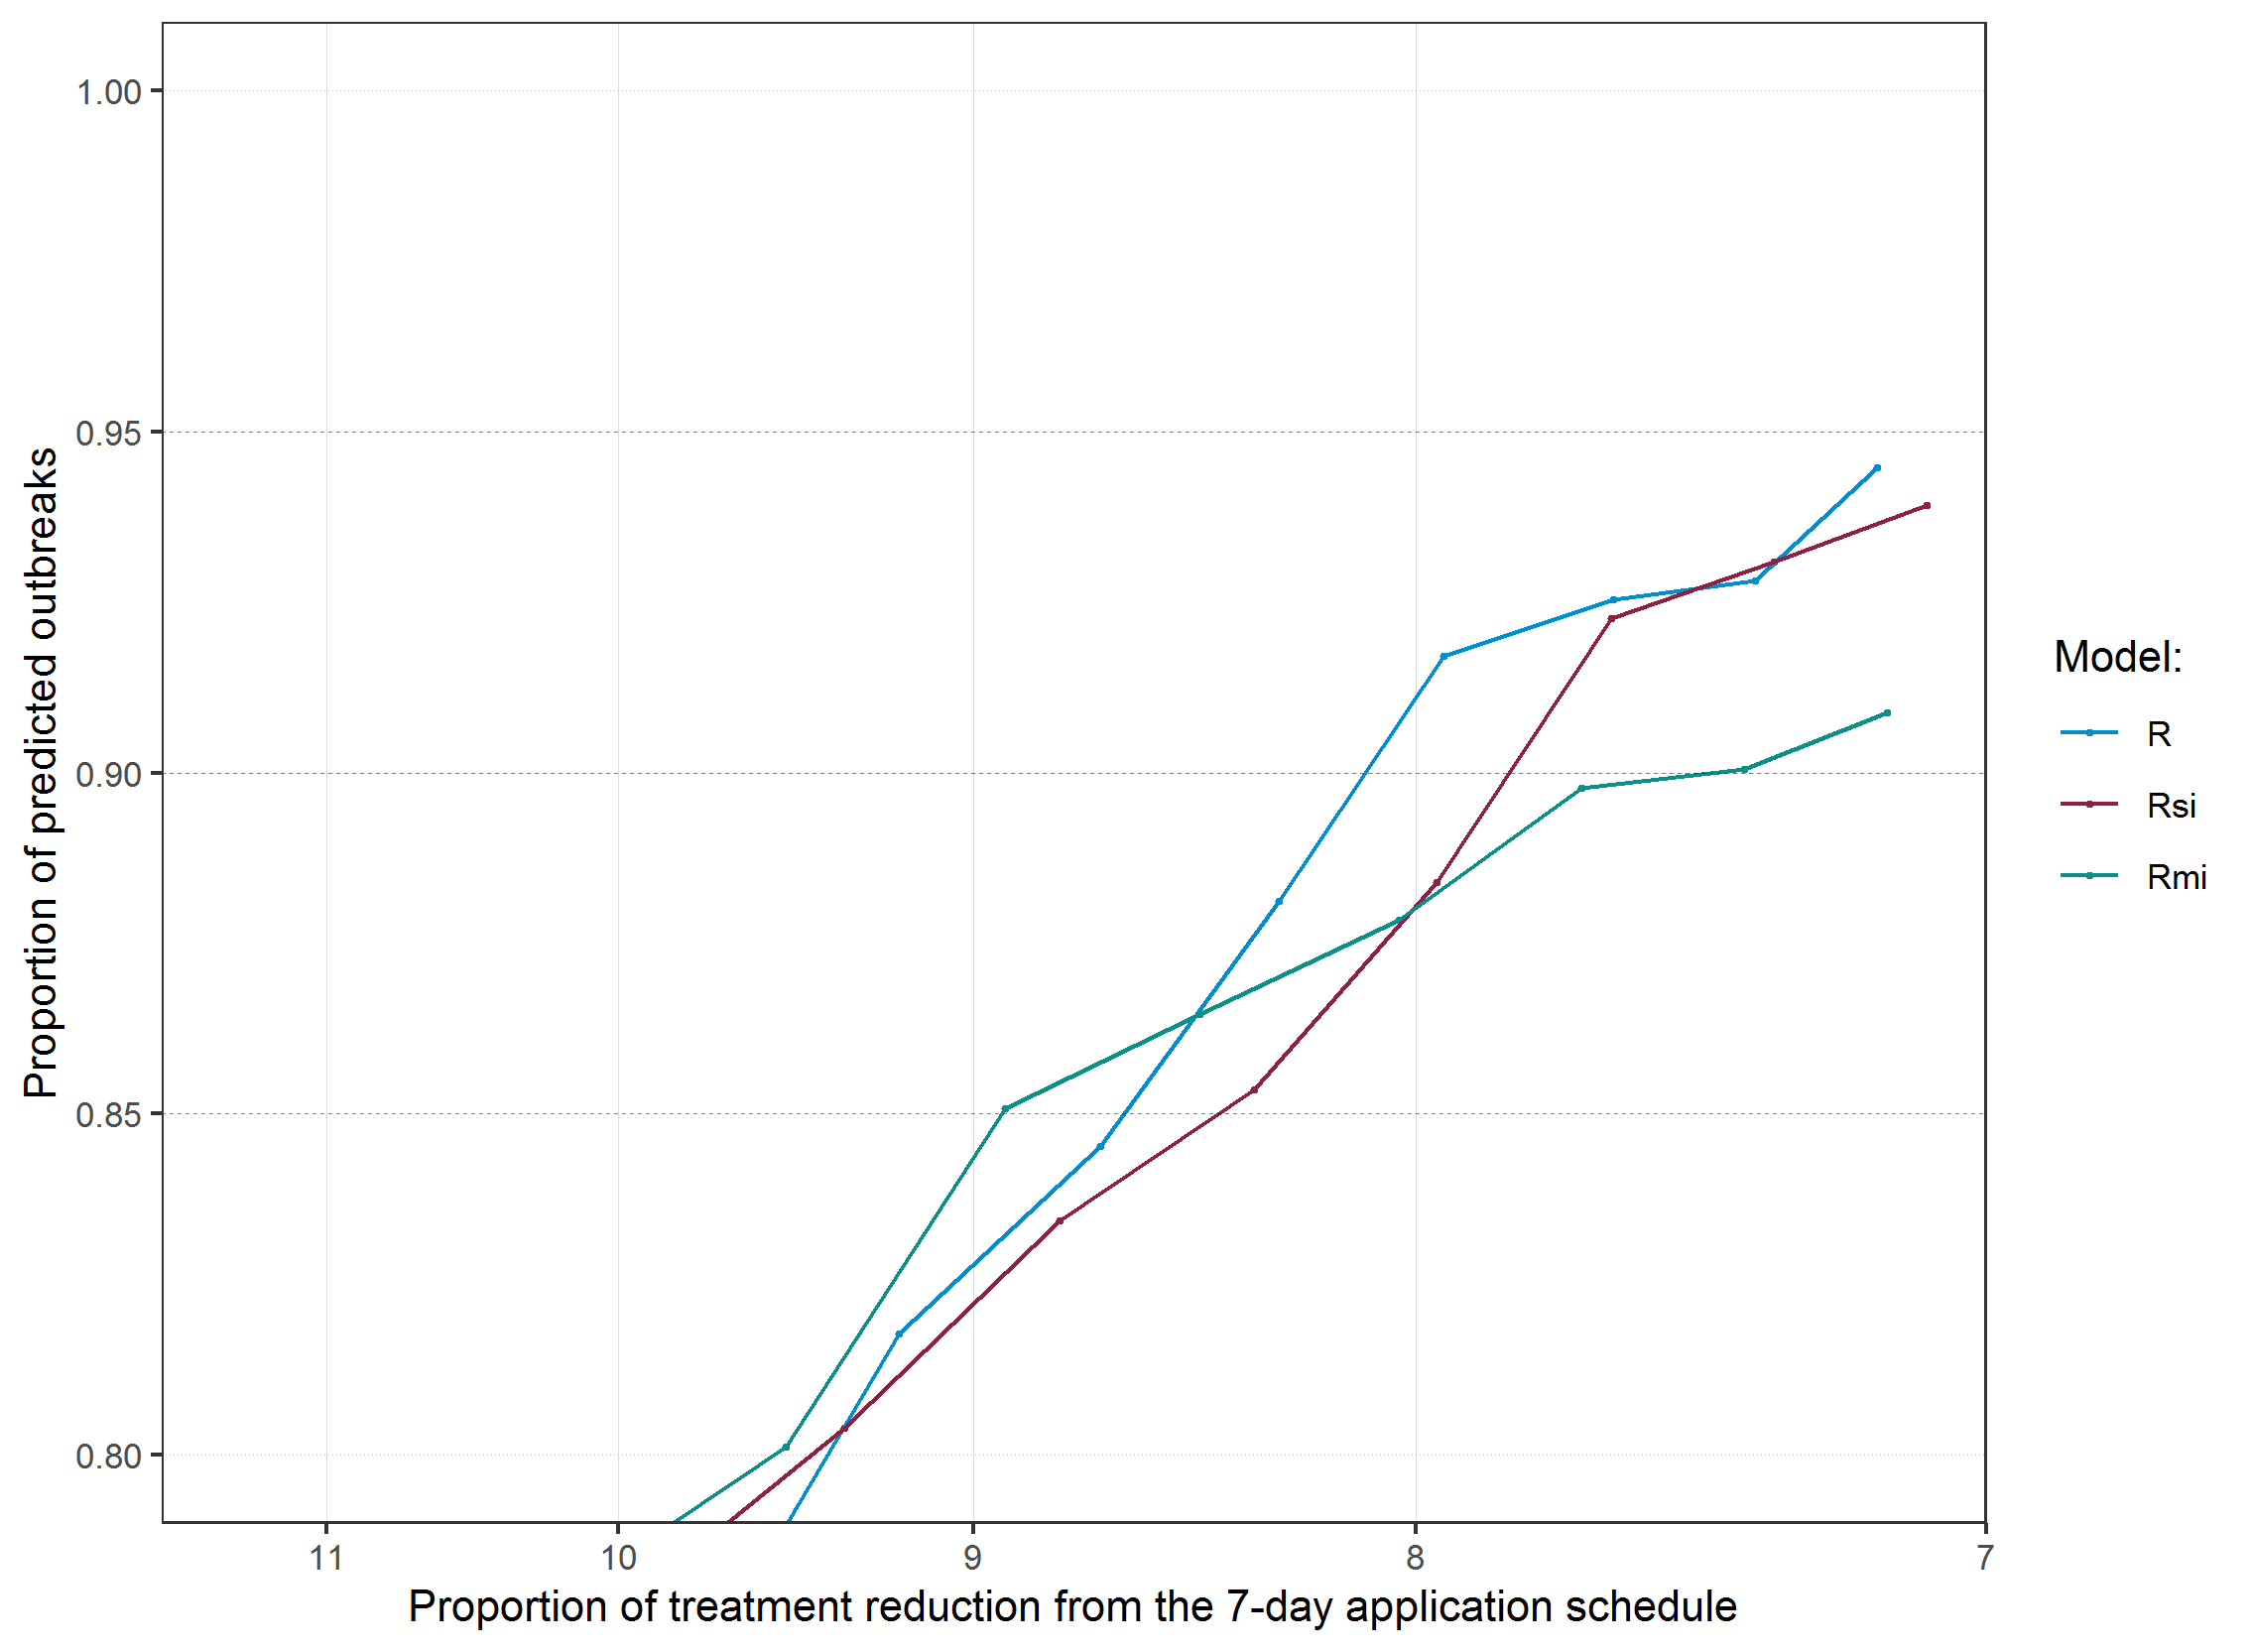 1.00
0.95
0.90
0.85
0.80
Proportion of predicted outbreaks
11 10 9 8 7
Proportion of treatment reduction from the 7-day application schedule
Model:
R
Rsi
Rmi